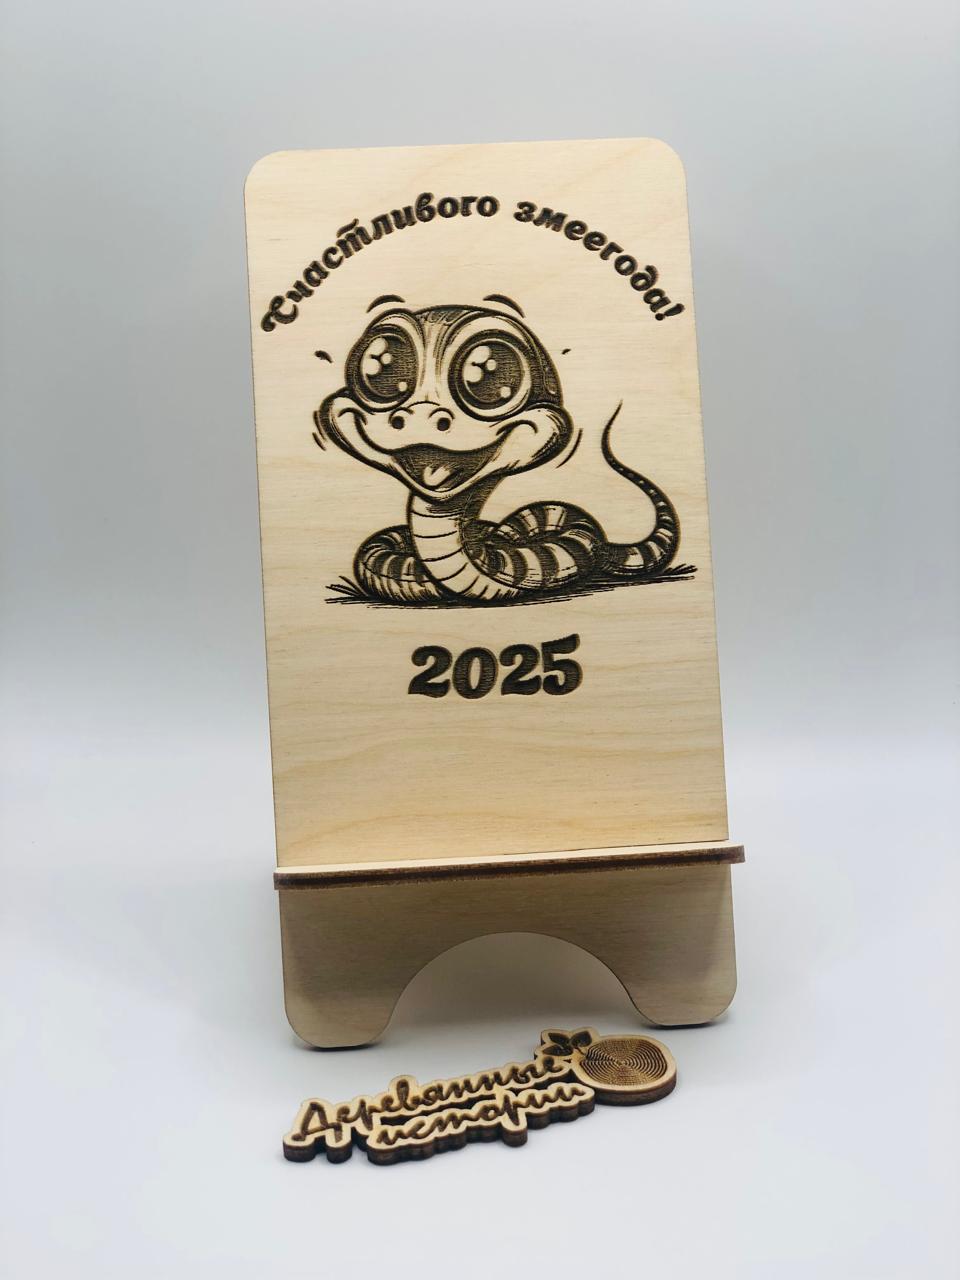 Счастливого змеегода!
2025
Деревянные
истории